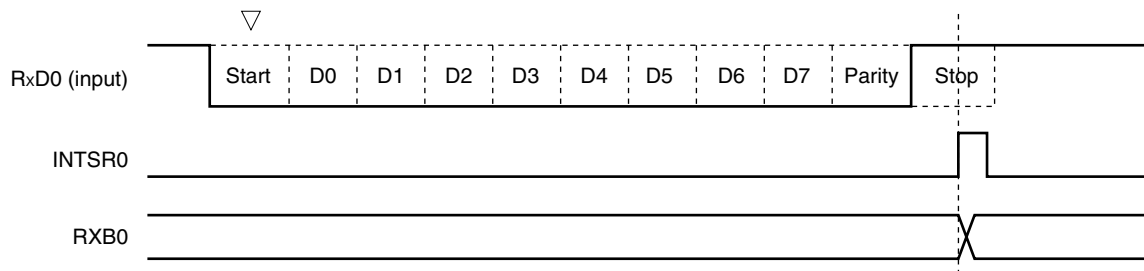 RxD0 (input) Start D0 D1 D2 D3 D4 D5 D6 D7 Parity Stop
INTSR0
RXB0